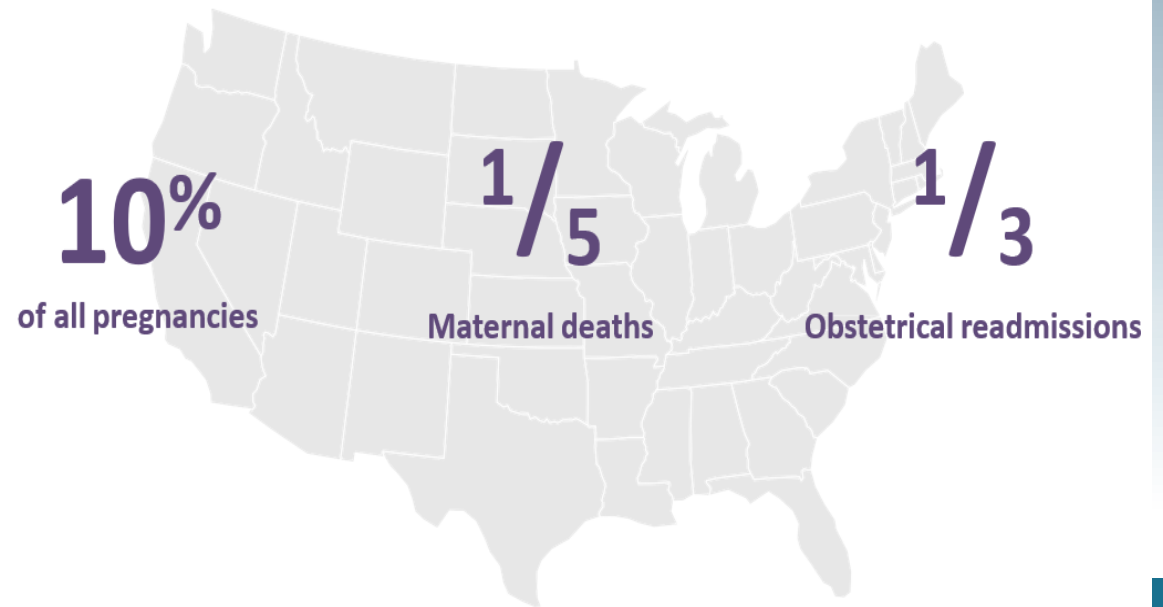 10%
of all pregnancies
1/5
Maternal deaths
1/3
Obstetrical readmissions